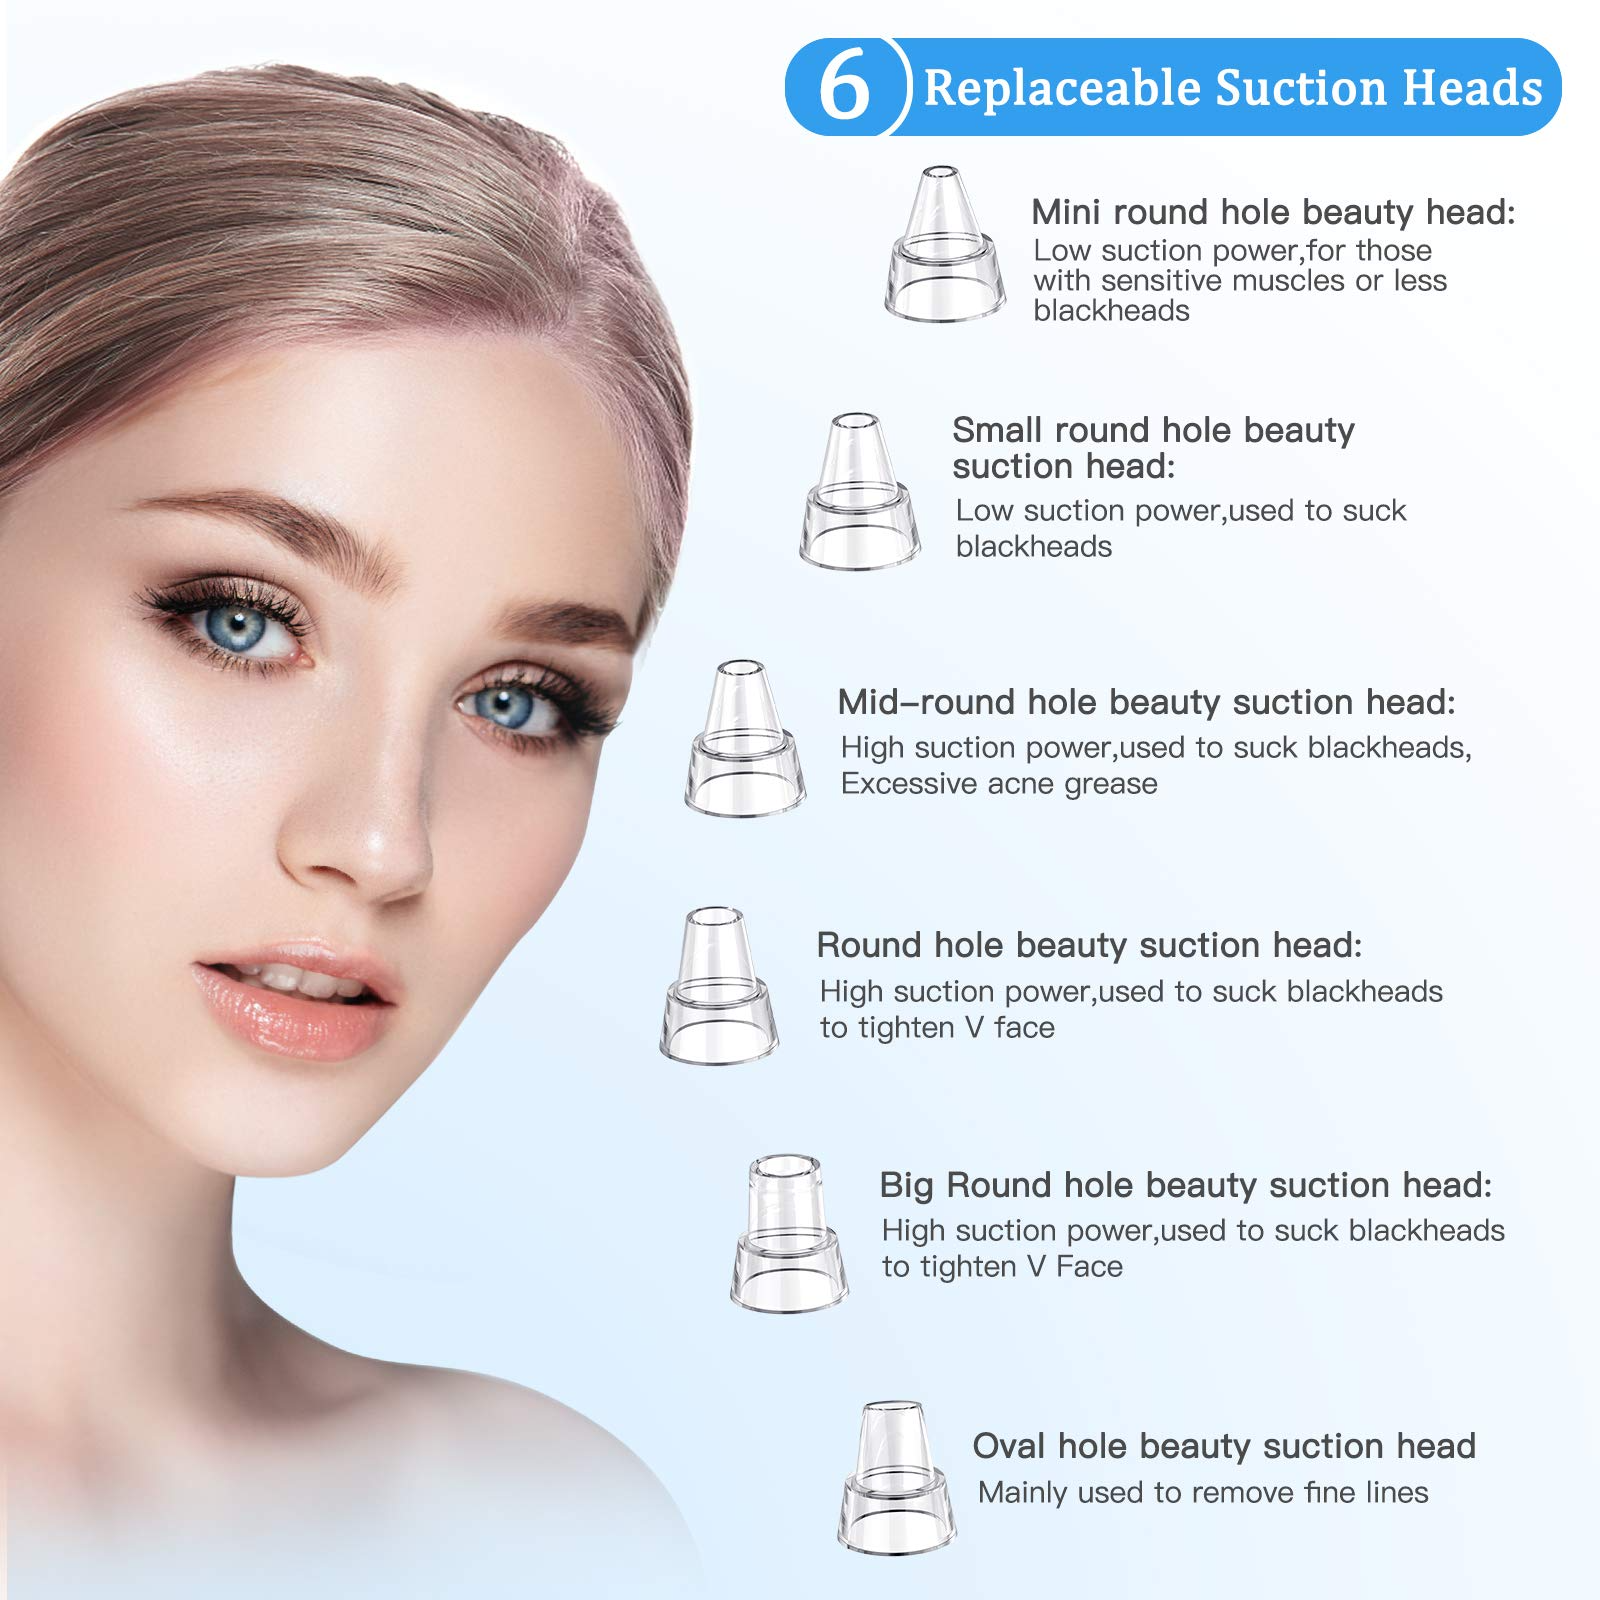 6 Replaceable Suction Heads
Mini round hole beauty head:
Low suction power,for those
with sensitive muscles or less
blackheads
Small round hole beauty
suction head:
Low suction power,used to suck
blackheads
Mid-round hole beauty suction head:
High suction power,used to suck blackheads,
Excessive acne grease
Round hole beauty suction head:
High suction power,used to suck blackheads
to tighten V face
Big Round hole beauty suction head:
High suction power,used to suck blackheads
to tighten V Face
Oval hole beauty suction head
Mainly used to remove fine lines